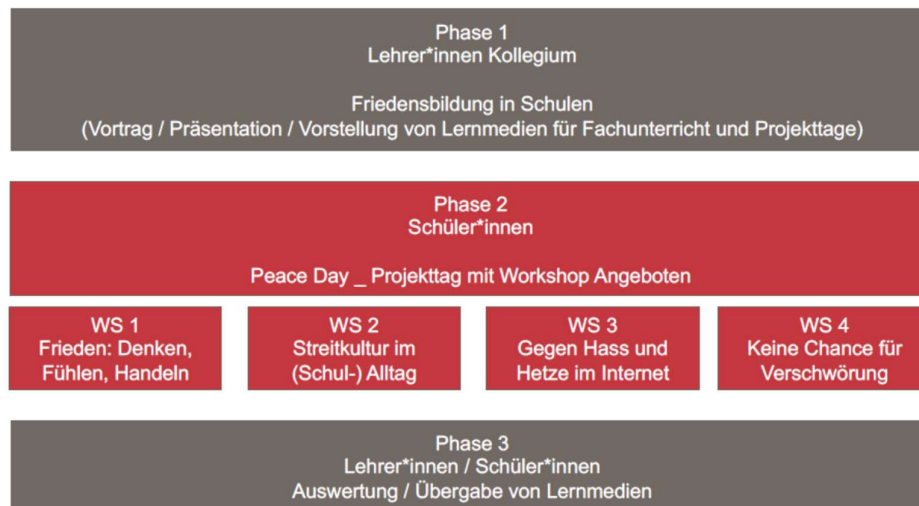 Phase 1
Lehrer*innen Kollegium
Friedensbildung in Schulen
(Vortrag / Präsentation / Vorstellung von Lernmedien für Fachunterricht und Projekttage)
Phase 2
Schüler*innen
Peace Day _ Projekttag mit Workshop Angeboten
WS 1
Frieden: Denken,
Fühlen, Handeln
WS 2
Streitkultur im
(Schul-) Alltag
WS 3
Gegen Hass und
Hetze im Internet
WS 4
Keine Chance für
Verschwörung
Phase 3
Lehrer*innen / Schüler*innen
Auswertung / Übergabe von Lernmedien